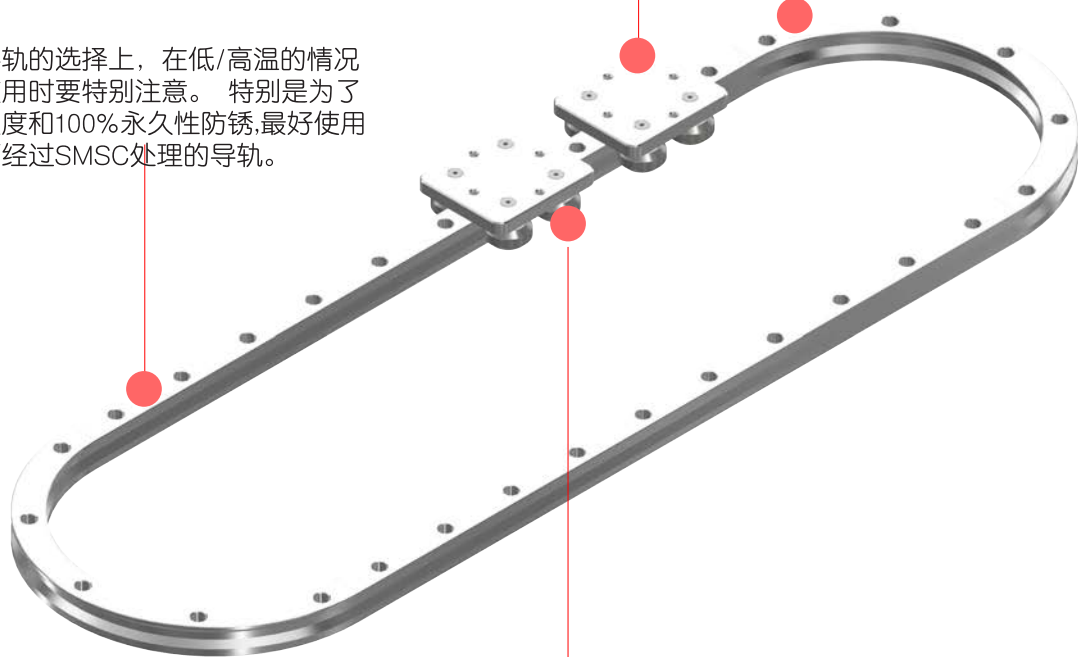 轨的选择上，在低/高温的情况
用时要特别注意。 特别是为了
度和100%永久性防锈,最好使用
经过SMSC处理的导轨。